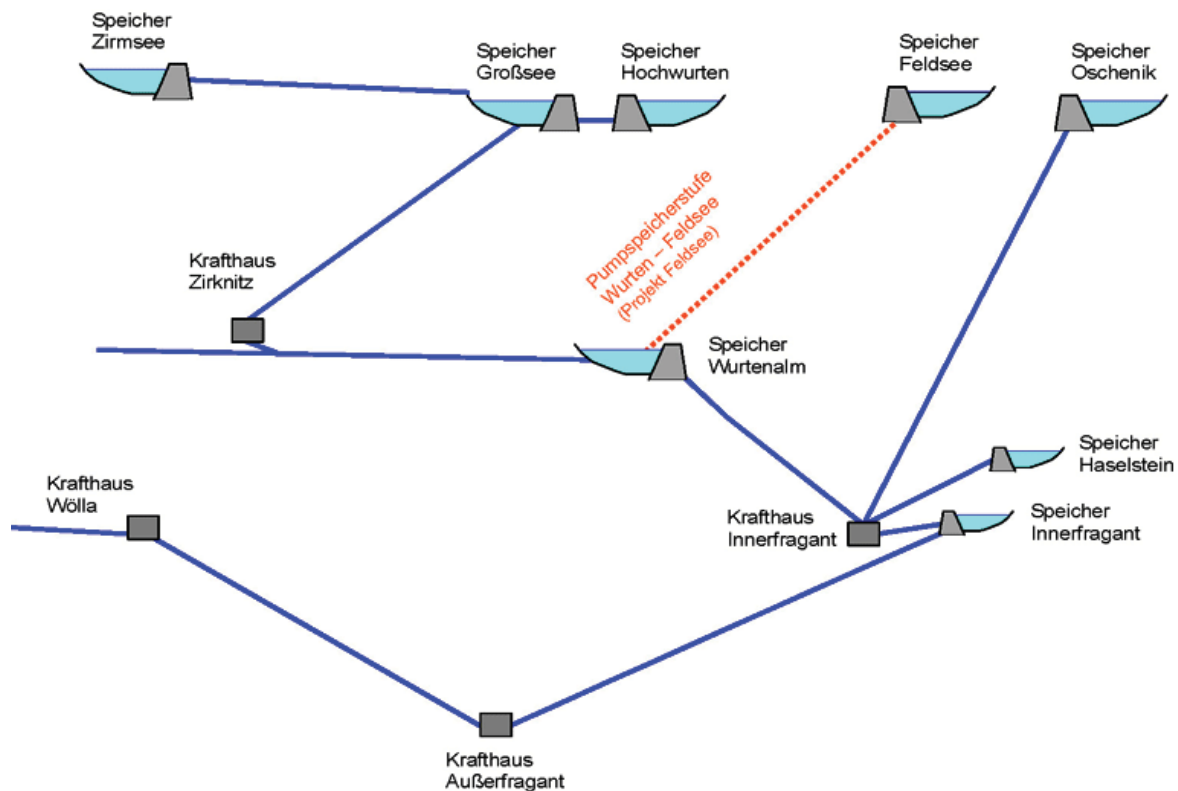 Speicher
Zirmsee
Speicher
Großsee
Speicher
Hochwurten
Speicher
Feldsee
Speicher
Oschenik
Pumpspeicherstufe
Wurten – Feldsee
(Projekt Feldsee)
Krafthaus
Zirknitz
Speicher
Wurtenalm
Speicher
Haselstein
Krafthaus
Wölla
Krafthaus
Innerfragant
Speicher
Innerfragant
Krafthaus
Außerfragant